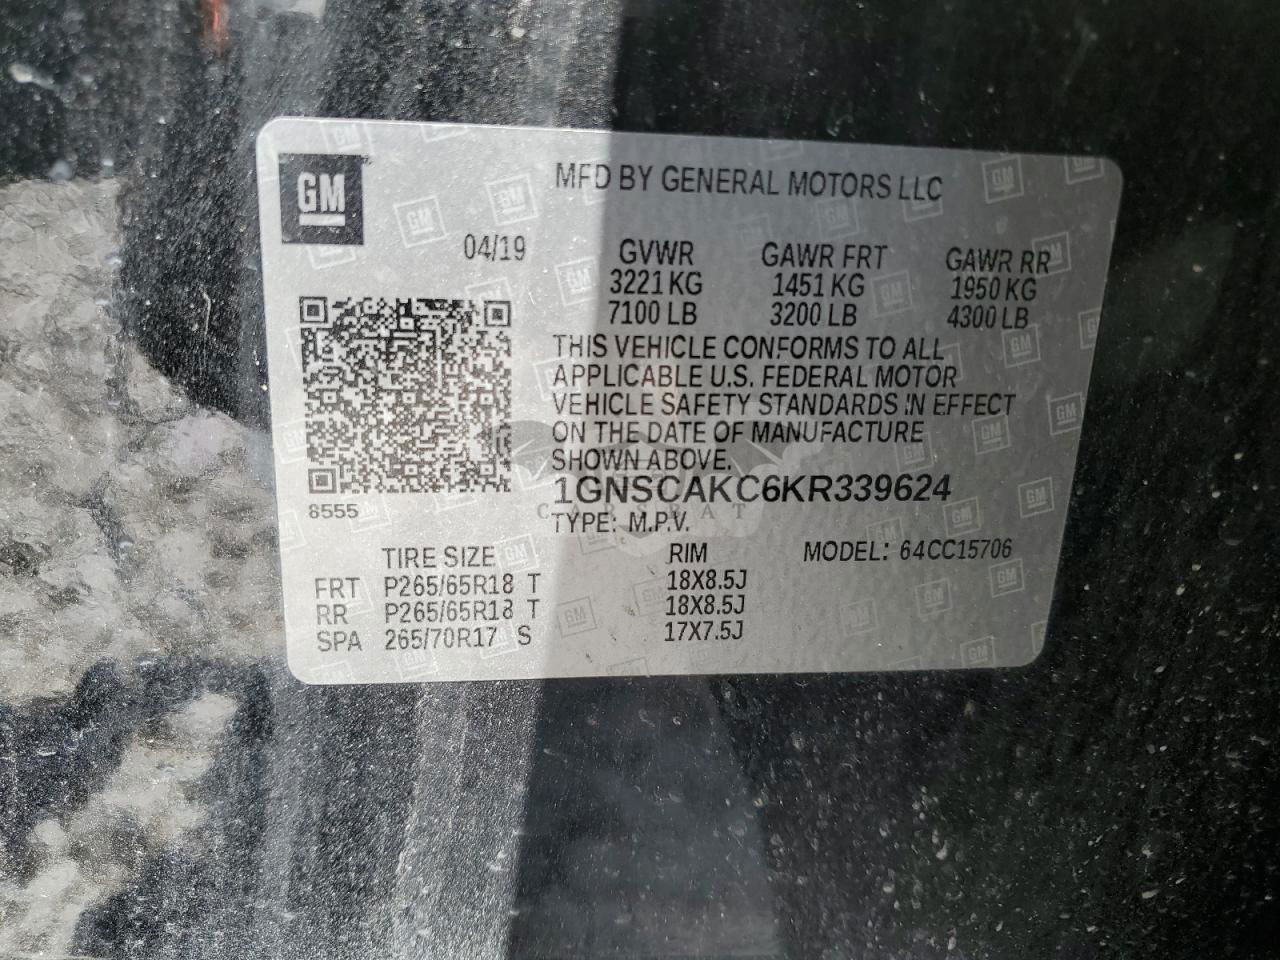 GM
MFD BY GENERAL MOTORS LLC
04/19
GVWR GAWR FRT GAWR RR
3221 KG 1451 KG 1950 KG
7100 LB 3200 LB 4300 LB
THIS VEHICLE CONFORMS TO ALL
APPLICABLE U.S. FEDERAL MOTOR
VEHICLE SAFETY STANDARDS IN EFFECT
ON THE DATE OF MANUFACTURE
SHOWN ABOVE.
1GNSCAKC6KR339624
8555
CARSBAT
TYPE: M.P.V.
TIRE SIZE RIM MODEL: 64CC15706
FRT P265/65R18 T 18X8.5J
RR P265/65R18 T 18X8.5J
SPA 265/70R17 S 17X7.5J